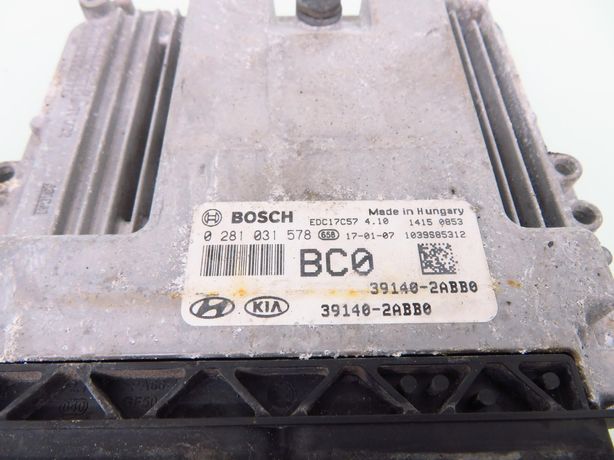 BOSCH EDC17C57 4.10 Made in Hungary
1415 0853
0 281 031 578 658 17-01-07 1039S85312
BC0
39140-2ABB0
KIA 39140-2ABB0